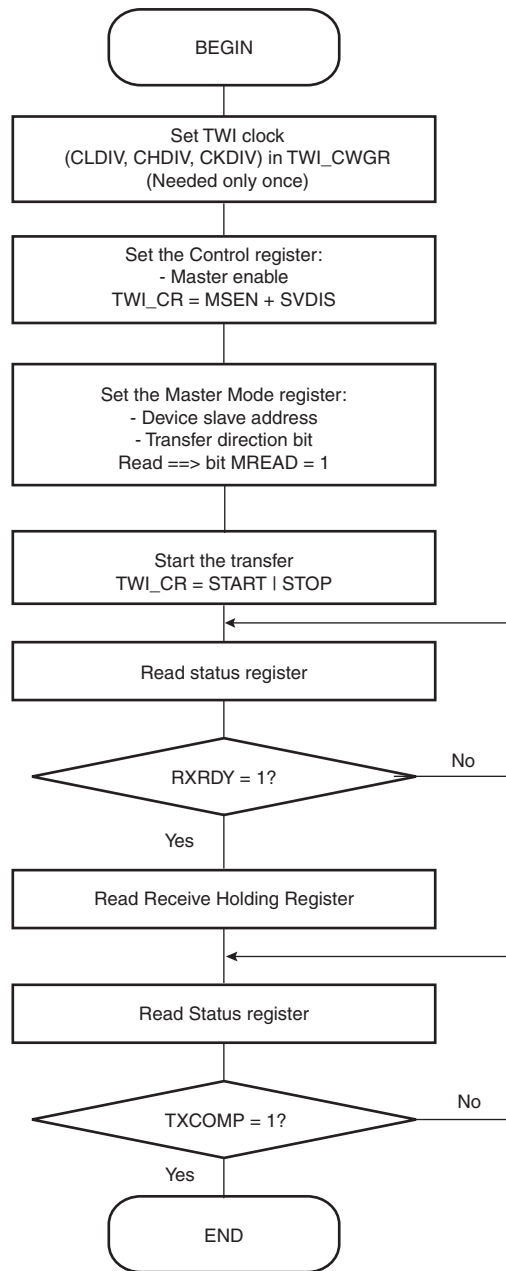 BEGIN
Set TWI clock
(CLDIV, CHDIV, CKDIV) in TWI_CWGR
(Needed only once)
Set the Control register:
- Master enable
TWI_CR = MSEN + SVDIS
Set the Master Mode register:
- Device slave address
- Transfer direction bit
Read ==> bit MREAD = 1
Start the transfer
TWI_CR = START | STOP
Read status register
RXRDY = 1?
No
Yes
Read Receive Holding Register
Read Status register
TXCOMP = 1?
No
Yes
END